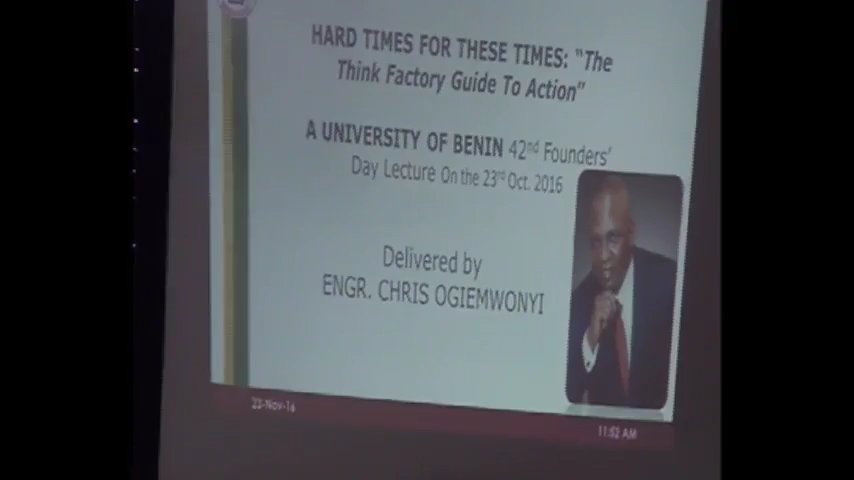 HARD TIMES FOR THESE TIMES: "The
Think Factory Guide To Action"
A UNIVERSITY OF BENIN 42nd Founders'
Day Lecture On the 23rd Oct. 2016
Delivered by
ENGR. CHRIS OGIEMWONYI
23-Nov-16
11:52 AM